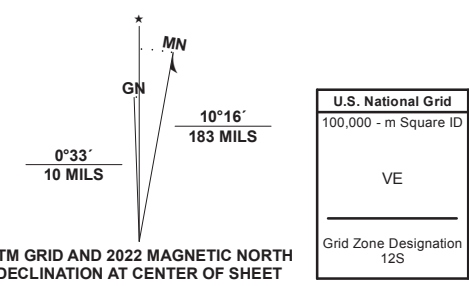 ★
MN
GN
10°16´
183 MILS
0°33´
10 MILS
TM GRID AND 2022 MAGNETIC NORTH
DECLINATION AT CENTER OF SHEET
U.S. National Grid
100,000 - m Square ID
VE
Grid Zone Designation
12S